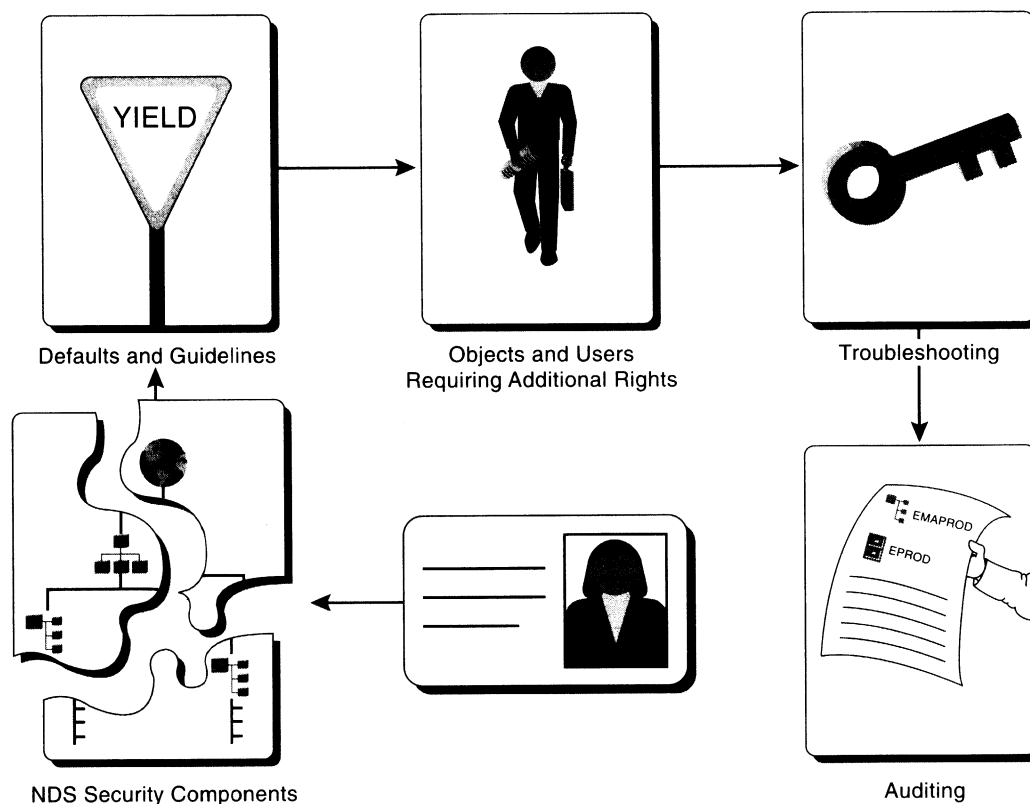 YIELD
Defaults and Guidelines
Objects and Users
Requiring Additional Rights
Troubleshooting
EMAPROD
EPROD
NDS Security Components
Auditing